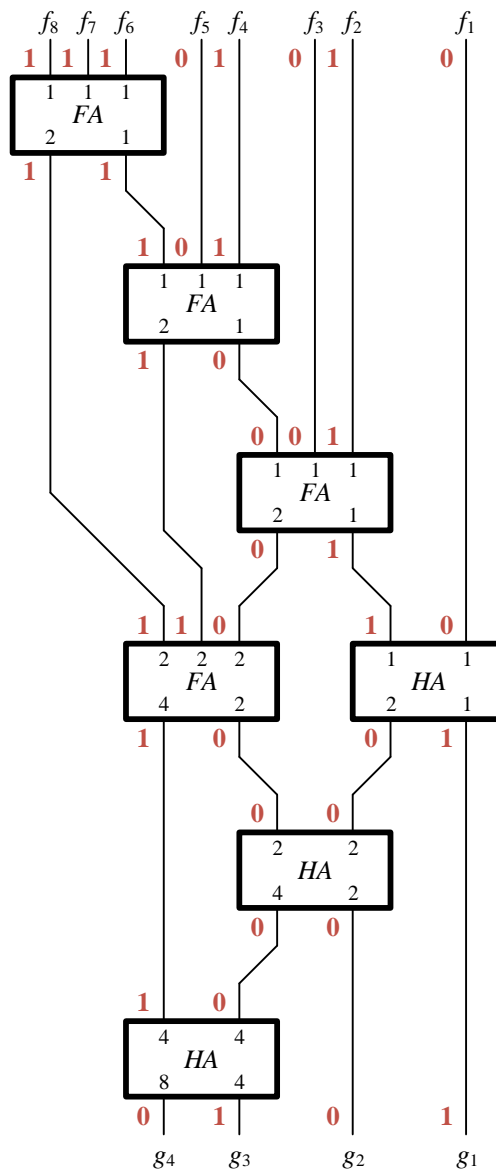 f8 f7 f6 f5 f4 f3 f2 f1
1 1 1 0 1 0 1 0
1 1 1
FA
2 1
1 1
1 0 1
1 1 1
FA
2 1
1 0
0 0 1
1 1 1
FA
2 1
0 1
1 1 0 1 0
2 2 2 1 1
FA HA
4 2 2 1
1 0 0 1
0 0
2 2
HA
4 2
0 0
1 0
4 4
HA
8 4
0 1 0 1
g4 g3 g2 g1